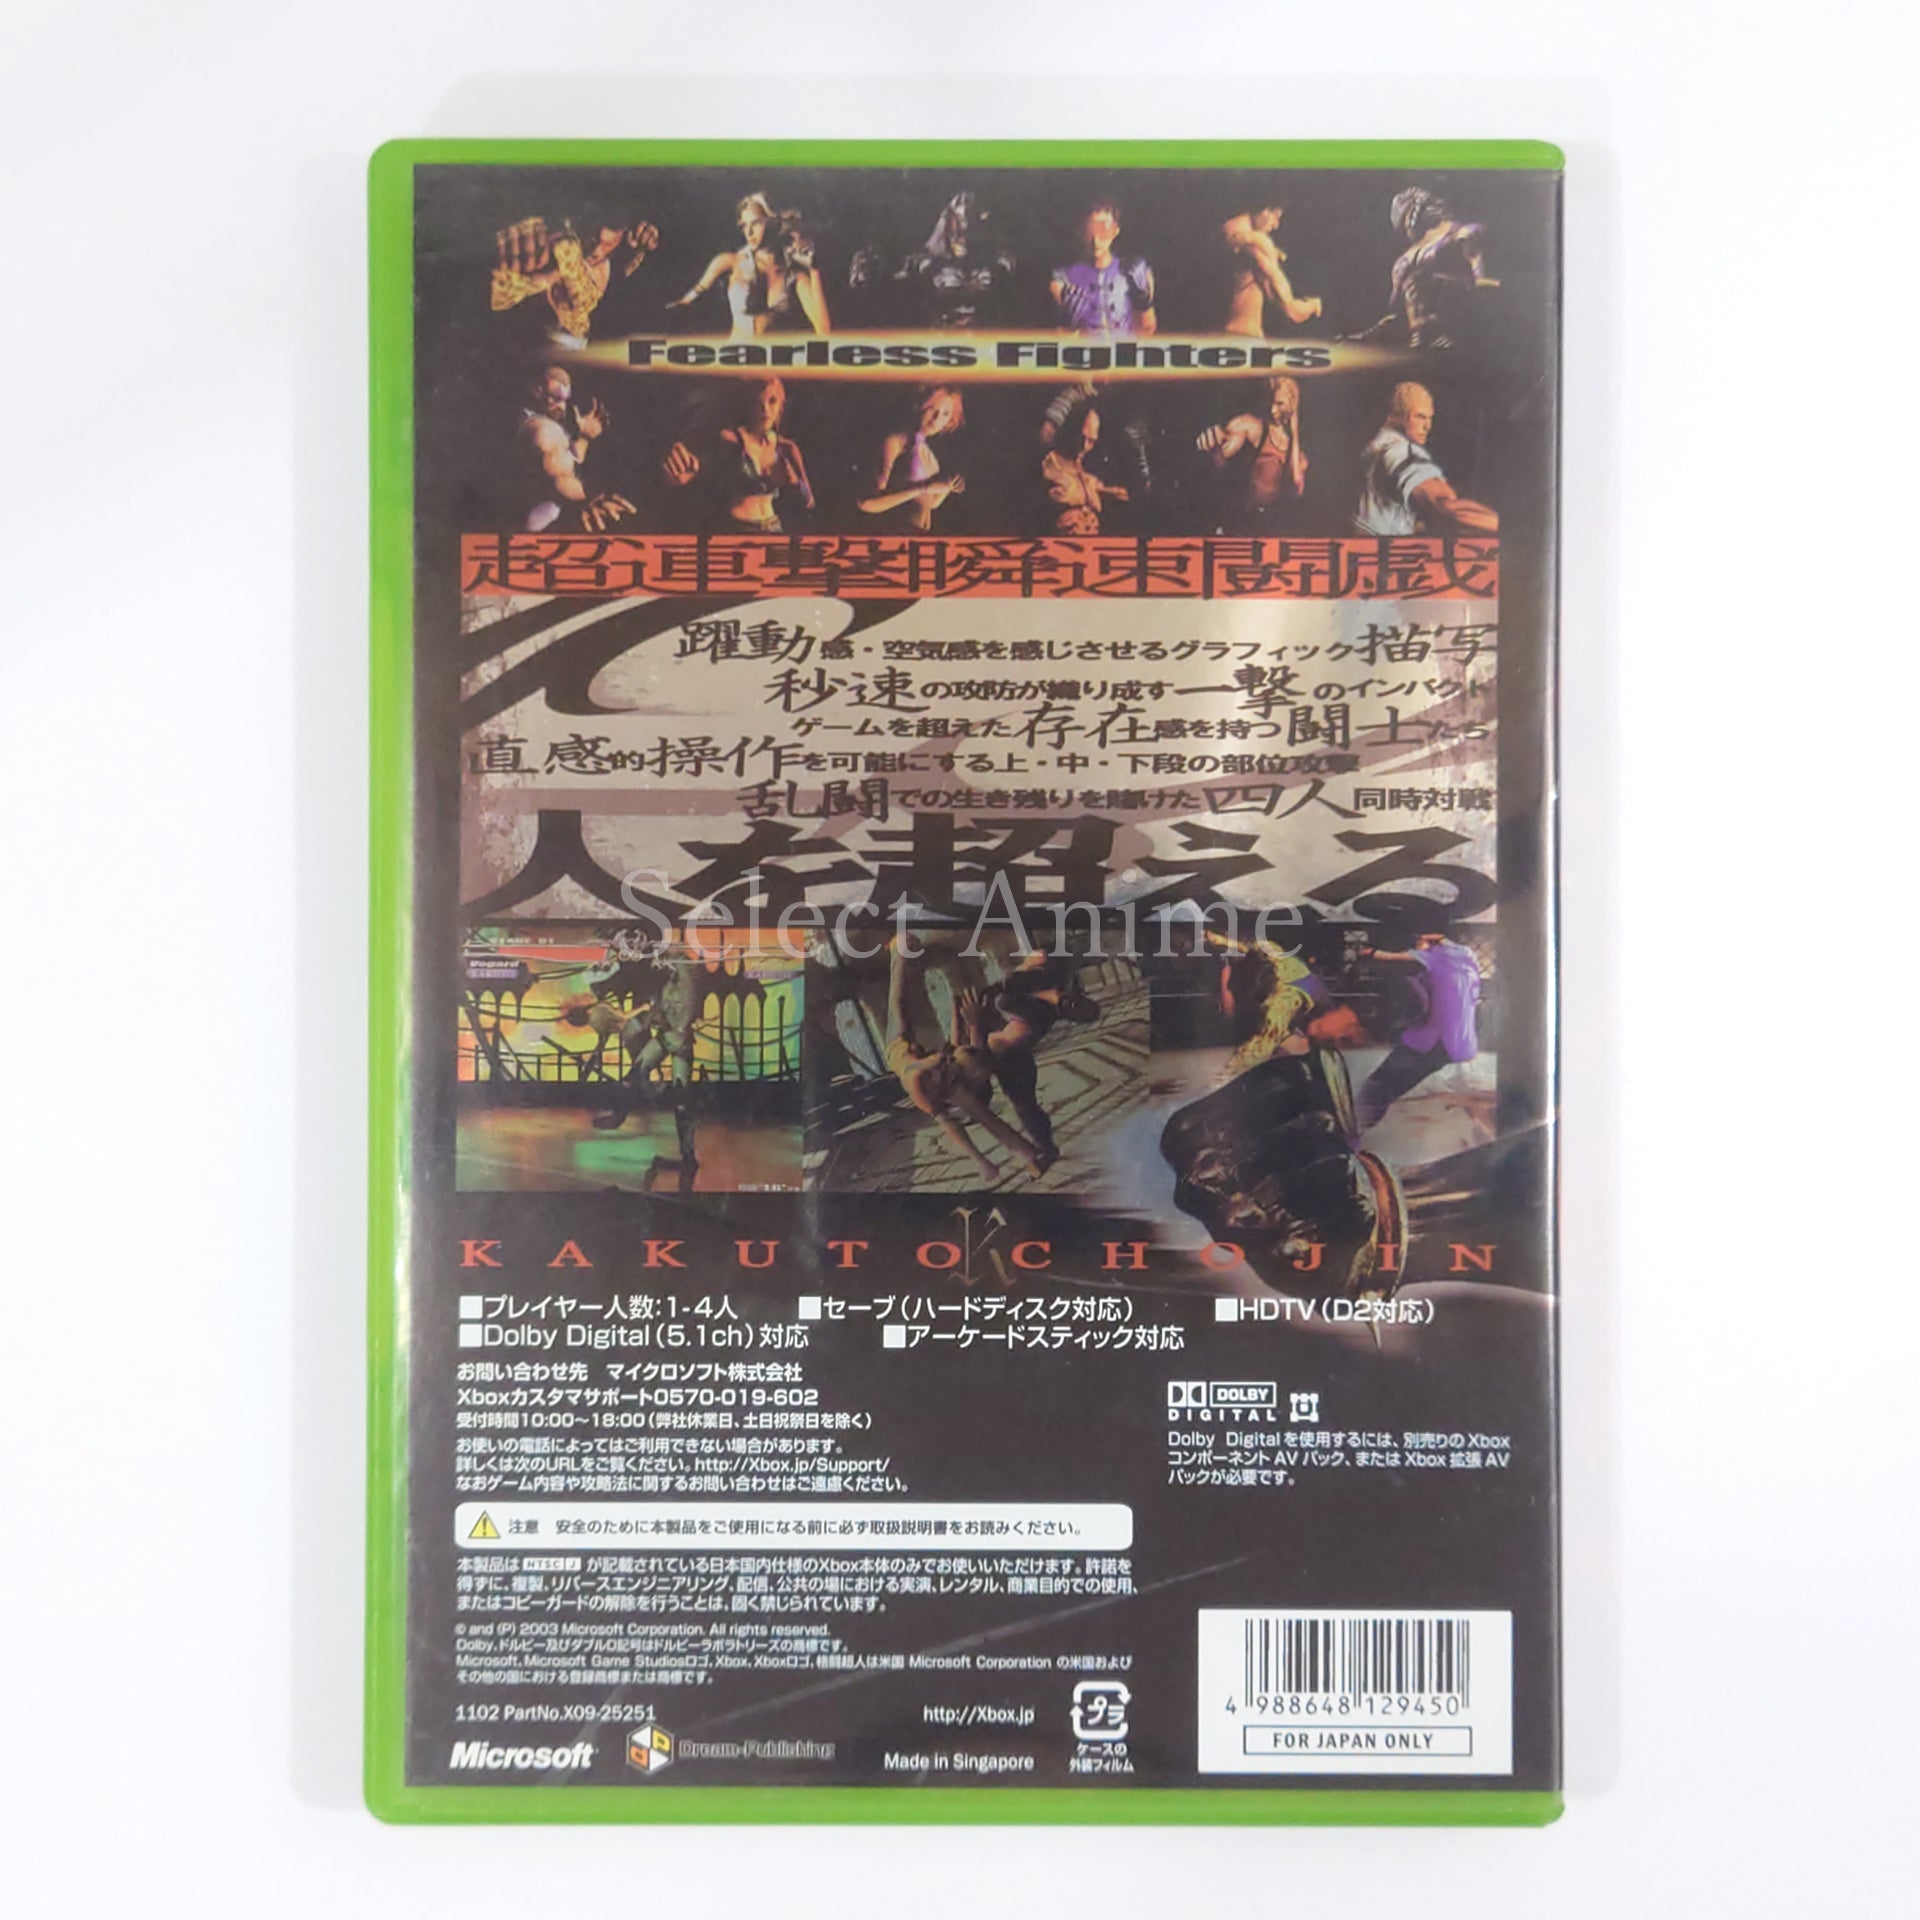 Fearless Fighters
超連撃瞬速闘戯
躍動感・空気感を感じさせるグラフィック描写
秒速の攻防が織り成す一撃のインパクト
ゲームを超えた存在感を持つ闘士たち
直感的操作を可能にする上・中・下段の部位攻撃
乱闘での生き残りを賭けた四人同時対戦
人を超える
Select Anime
Vogard
KAKUTO CHOJIN
■プレイヤー人数:1-4人 ■セーブ(ハードディスク対応) ■HDTV(D2対応)
■Dolby Digital(5.1ch)対応 ■アーケードスティック対応
お問い合わせ先 マイクロソフト株式会社
Xboxカスタマサポート0570-019-602
受付時間10:00～18:00(弊社休業日、土日祝祭日を除く)
お使いの電話によってはご利用できない場合があります。
詳しくは次のURLをご覧ください。http://Xbox.jp/Support/
なおゲーム内容や攻略法に関するお問い合わせはご遠慮ください。
DOLBY
DIGITAL
Dolby Digitalを使用するには、別売りのXbox
コンポーネント AV パック、または Xbox 拡張 AV
パックが必要です。
注意 安全のために本製品をご使用になる前に必ず取扱説明書をお読みください。
本製品は NTSC J が記載されている日本国内仕様のXbox本体のみでお使いいただけます。許諾を
得ずに、複製、リバースエンジニアリング、配信、公共の場における実演、レンタル、商業目的での使用、
またはコピーガードの解除を行うことは、固く禁じられています。
© and (P) 2003 Microsoft Corporation. All rights reserved.
Dolby、ドルビー及びダブルD記号はドルビーラボラトリーズの商標です。
Microsoft、Microsoft Game Studiosロゴ、Xbox、Xboxロゴ、格闘超人は米国 Microsoft Corporation の米国および
その他の国における登録商標または商標です。
1102 PartNo.X09-25251
http://Xbox.jp
プラ
ケースの
外装フィルム
Microsoft
Dream-Publishing
Made in Singapore
4 988648 129450
FOR JAPAN ONLY